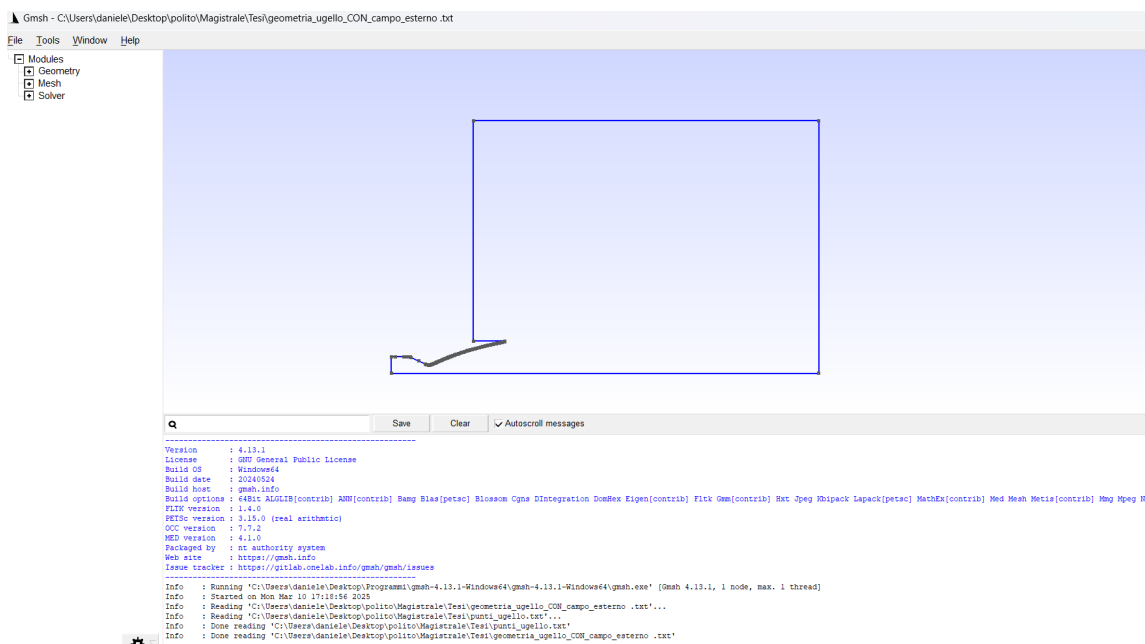 Gmsh - C:\Users\daniele\Desktop\polito\Magistrale\Tesi\geometria_ugello_CON_campo_esterno .txt
File Tools Window Help
Modules
Geometry
Mesh
Solver
Save Clear Autoscroll messages
-------------------------------------------------------
Version : 4.13.1
License : GNU General Public License
Build OS : Windows64
Build date : 20240524
Build host : gmsh.info
Build options : 64Bit ALGLIB[contrib] ANN[contrib] Bamg Blas[petsc] Blossom Cgns DIntegration DomHex Eigen[contrib] Fltk Gmm[contrib] Hxt Jpeg Kbipack Lapack[petsc] MathEx[contrib] Med Mesh Metis[contrib] Mmg Mpeg N
FLTK version : 1.4.0
PETSc version : 3.15.0 (real arithmtic)
OCC version : 7.7.2
MED version : 4.1.0
Packaged by : nt authority system
Web site : https://gmsh.info
Issue tracker : https://gitlab.onelab.info/gmsh/gmsh/issues
-------------------------------------------------------
Info : Running 'C:\Users\daniele\Desktop\Programmi\gmsh-4.13.1-Windows64\gmsh-4.13.1-Windows64\gmsh.exe' [Gmsh 4.13.1, 1 node, max. 1 thread]
Info : Started on Mon Mar 10 17:18:56 2025
Info : Reading 'C:\Users\daniele\Desktop\polito\Magistrale\Tesi\geometria_ugello_CON_campo_esterno .txt'...
Info : Reading 'C:\Users\daniele\Desktop\polito\Magistrale\Tesi\punti_ugello.txt'...
Info : Done reading 'C:\Users\daniele\Desktop\polito\Magistrale\Tesi\punti_ugello.txt'
Info : Done reading 'C:\Users\daniele\Desktop\polito\Magistrale\Tesi\geometria_ugello_CON_campo_esterno .txt'